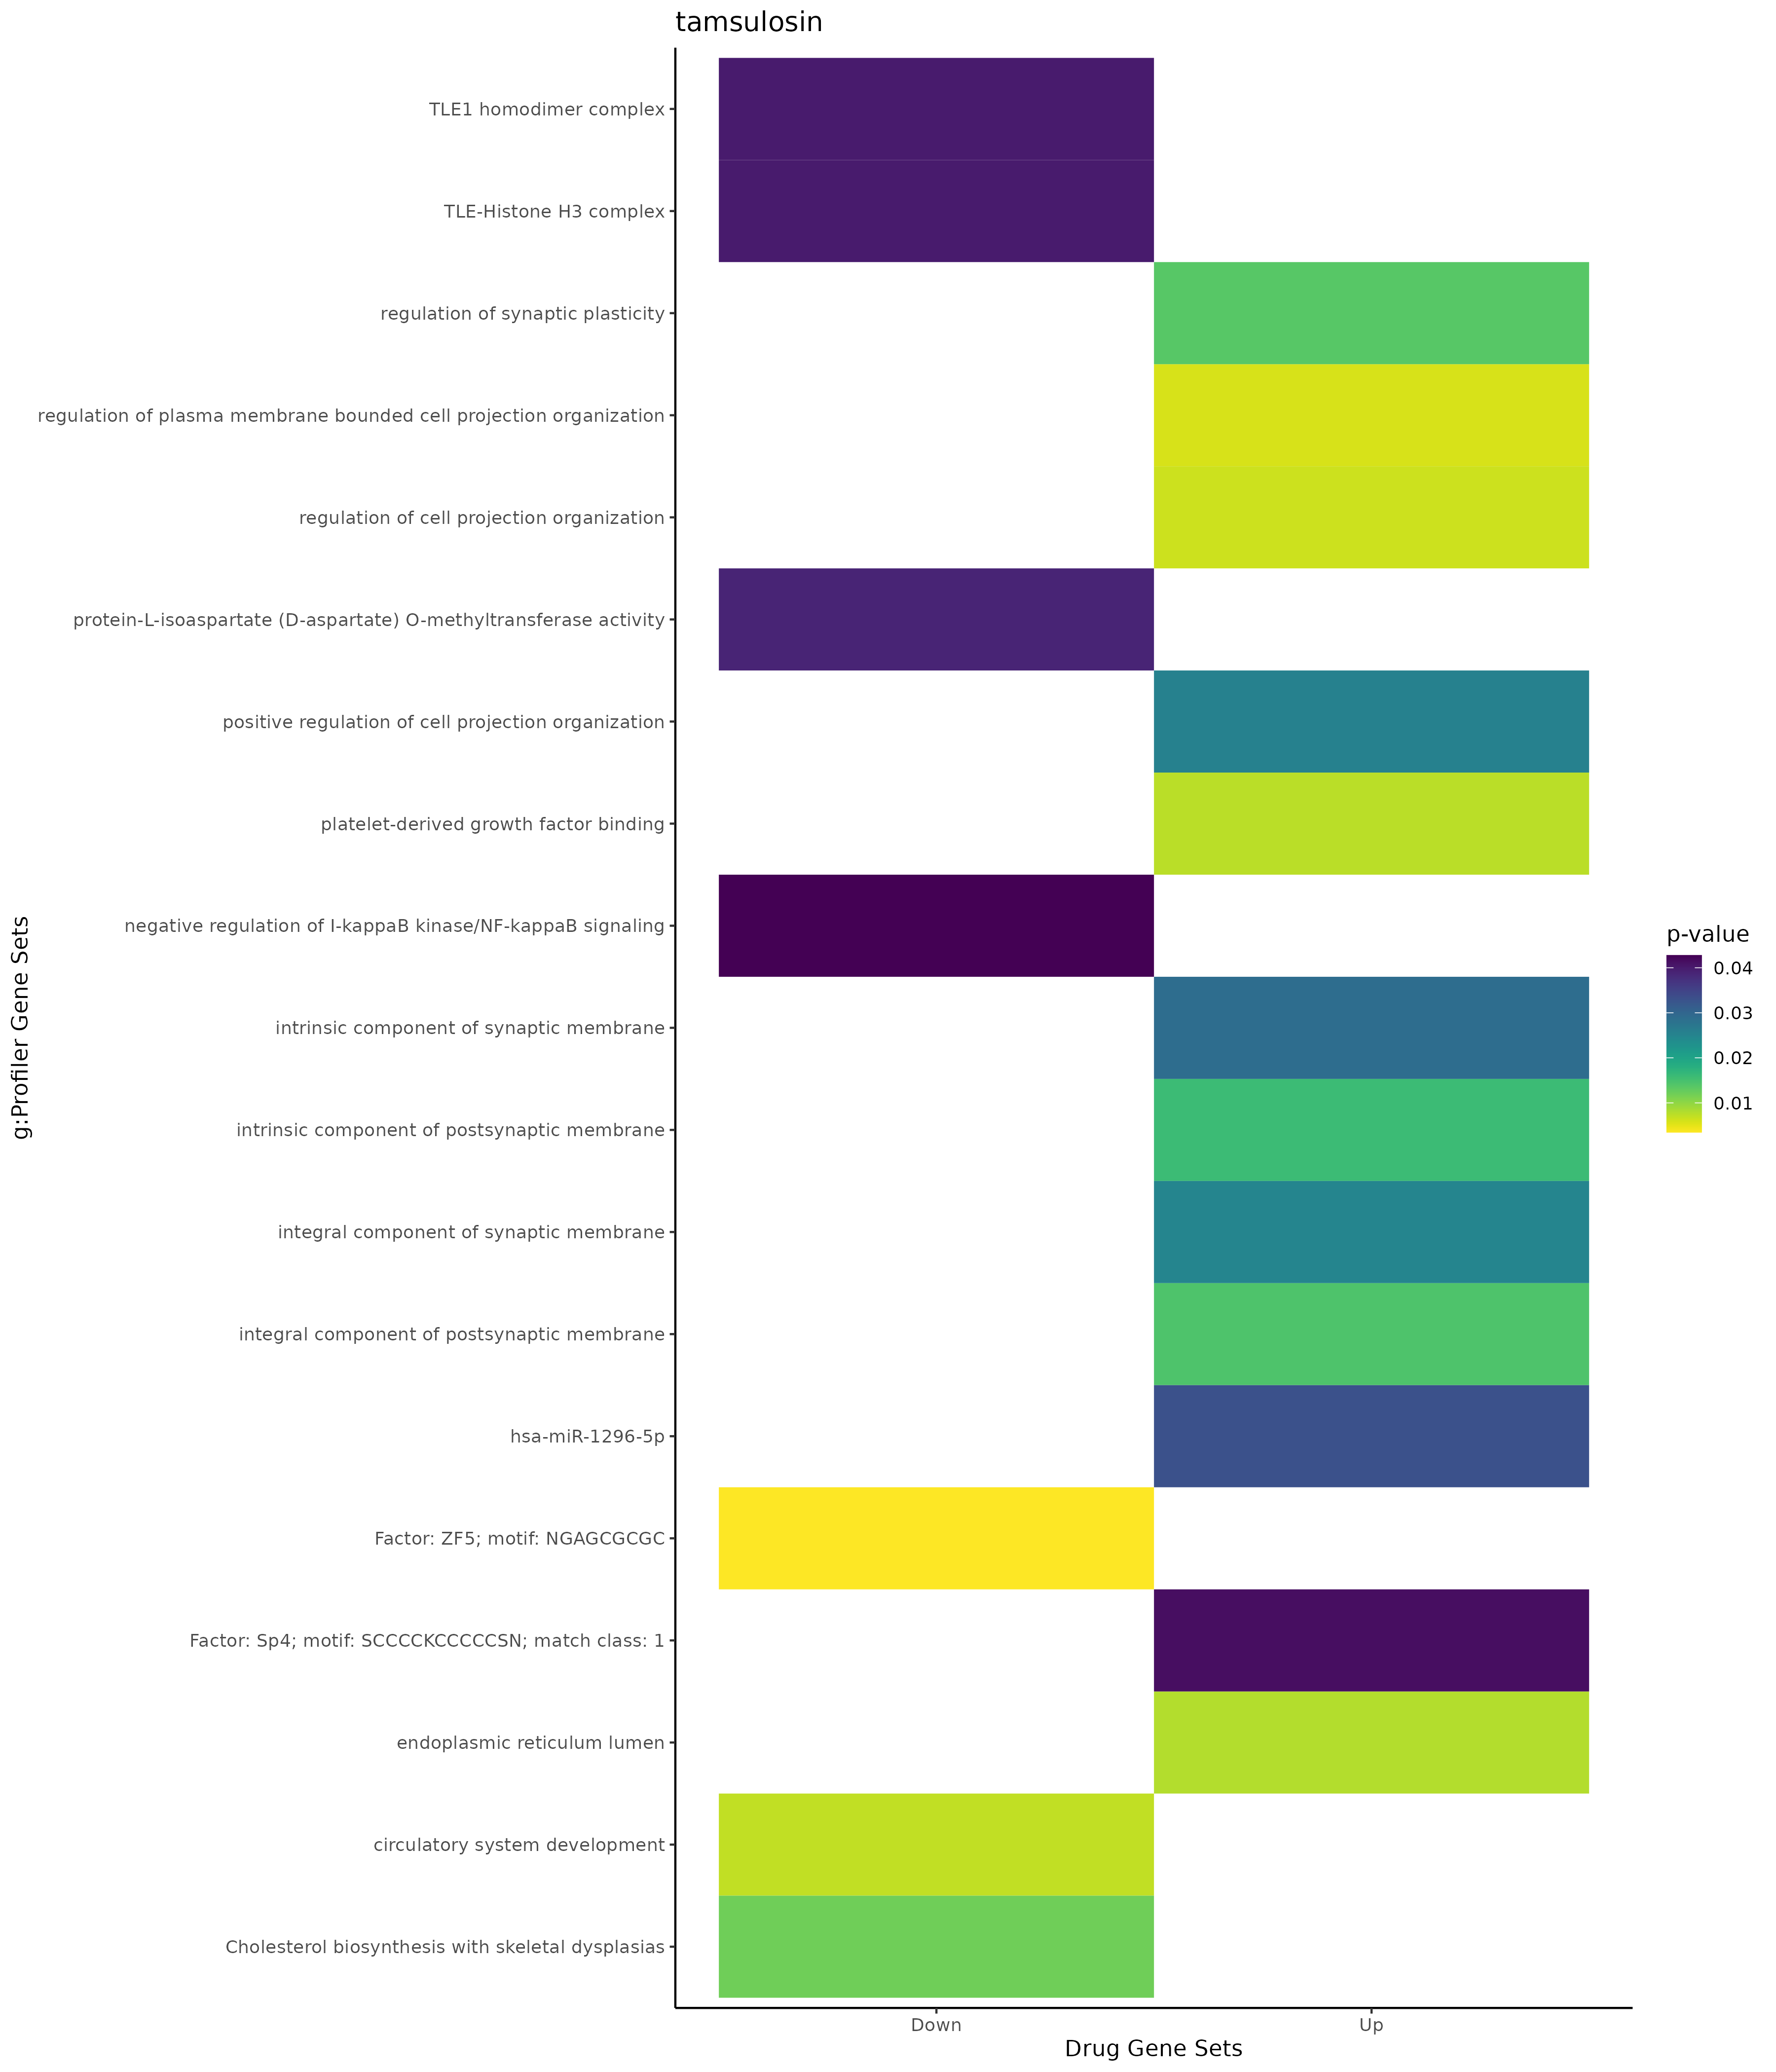 tamsulosin
TLE1 homodimer complex
TLE-Histone H3 complex
regulation of synaptic plasticity
regulation of plasma membrane bounded cell projection organization
regulation of cell projection organization
protein-L-isoaspartate (D-aspartate) O-methyltransferase activity
positive regulation of cell projection organization
platelet-derived growth factor binding
negative regulation of I-kappaB kinase/NF-kappaB signaling
intrinsic component of synaptic membrane
intrinsic component of postsynaptic membrane
integral component of synaptic membrane
integral component of postsynaptic membrane
hsa-miR-1296-5p
Factor: ZF5; motif: NGAGCGCGC
Factor: Sp4; motif: SCCCCKCCCCCSN; match class: 1
endoplasmic reticulum lumen
circulatory system development
Cholesterol biosynthesis with skeletal dysplasias
g:Profiler Gene Sets
Down
Up
Drug Gene Sets
p-value
0.04
0.03
0.02
0.01